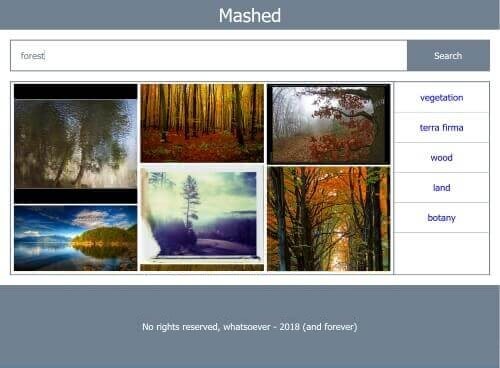 Mashed
forest
Search
vegetation
terra firma
wood
land
botany
No rights reserved, whatsoever - 2018 (and forever)